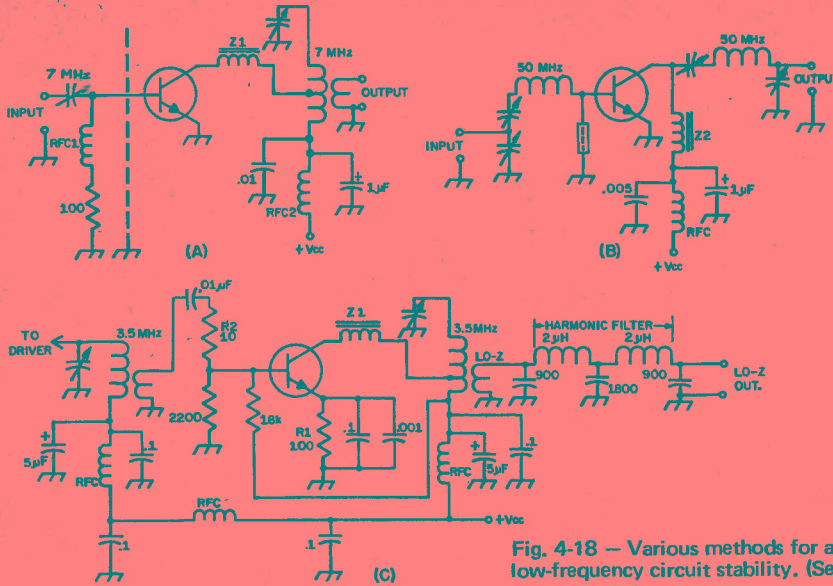 Z1
7 MHz
7 MHz
INPUT
OUTPUT
RFC1
100
.01
RFC2
1µF
+Vcc
(A)
50 MHz
50 MHz
OUTPU
INPUT
Z2
.005
1µF
RFC
+Vcc
(B)
.01µF
TO
DRIVER
3.5MHz
R2
10
Z1
3.5MHz
LO-Z
HARMONIC FILTER
2µH
2µH
900
1800
900
LO-Z
OUT.
2200
18k
R1
100
.1
.001
5µF
.1
RFC
RFC
5µF
.1
RFC
+Vcc
.1
.1
(C)
Fig. 4-18 — Various methods for a
low-frequency circuit stability. (Se